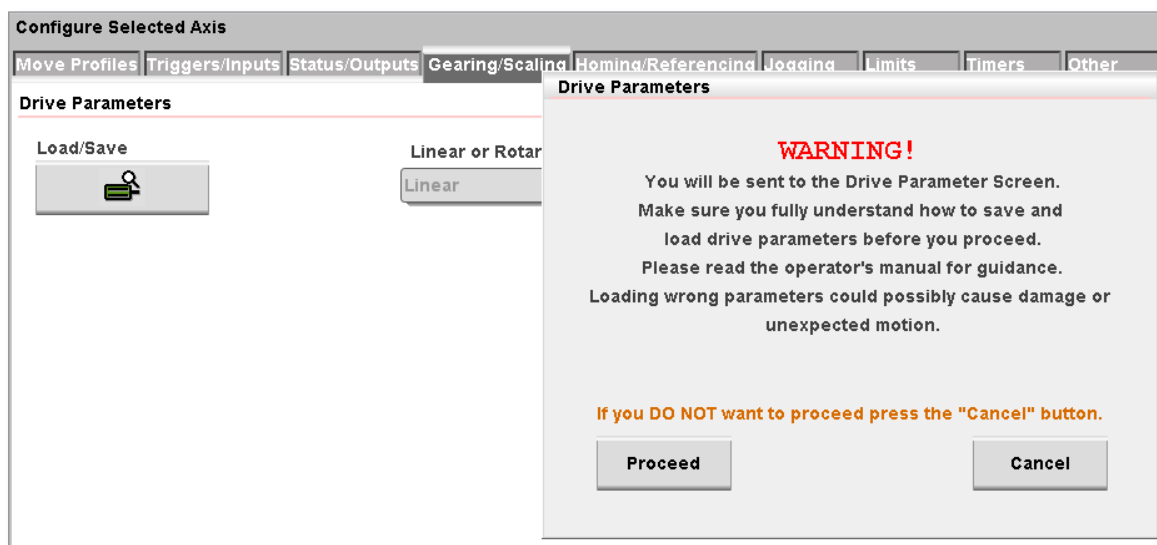 Configure Selected Axis
Move Profiles Triggers/Inputs Status/Outputs Gearing/Scaling Homing/Referencing Jogging Limits Timers Other
Drive Parameters
Load/Save
Linear or Rotar
Linear
Drive Parameters
WARNING!
You will be sent to the Drive Parameter Screen.
Make sure you fully understand how to save and
load drive parameters before you proceed.
Please read the operator's manual for guidance.
Loading wrong parameters could possibly cause damage or
unexpected motion.
If you DO NOT want to proceed press the "Cancel" button.
Proceed Cancel